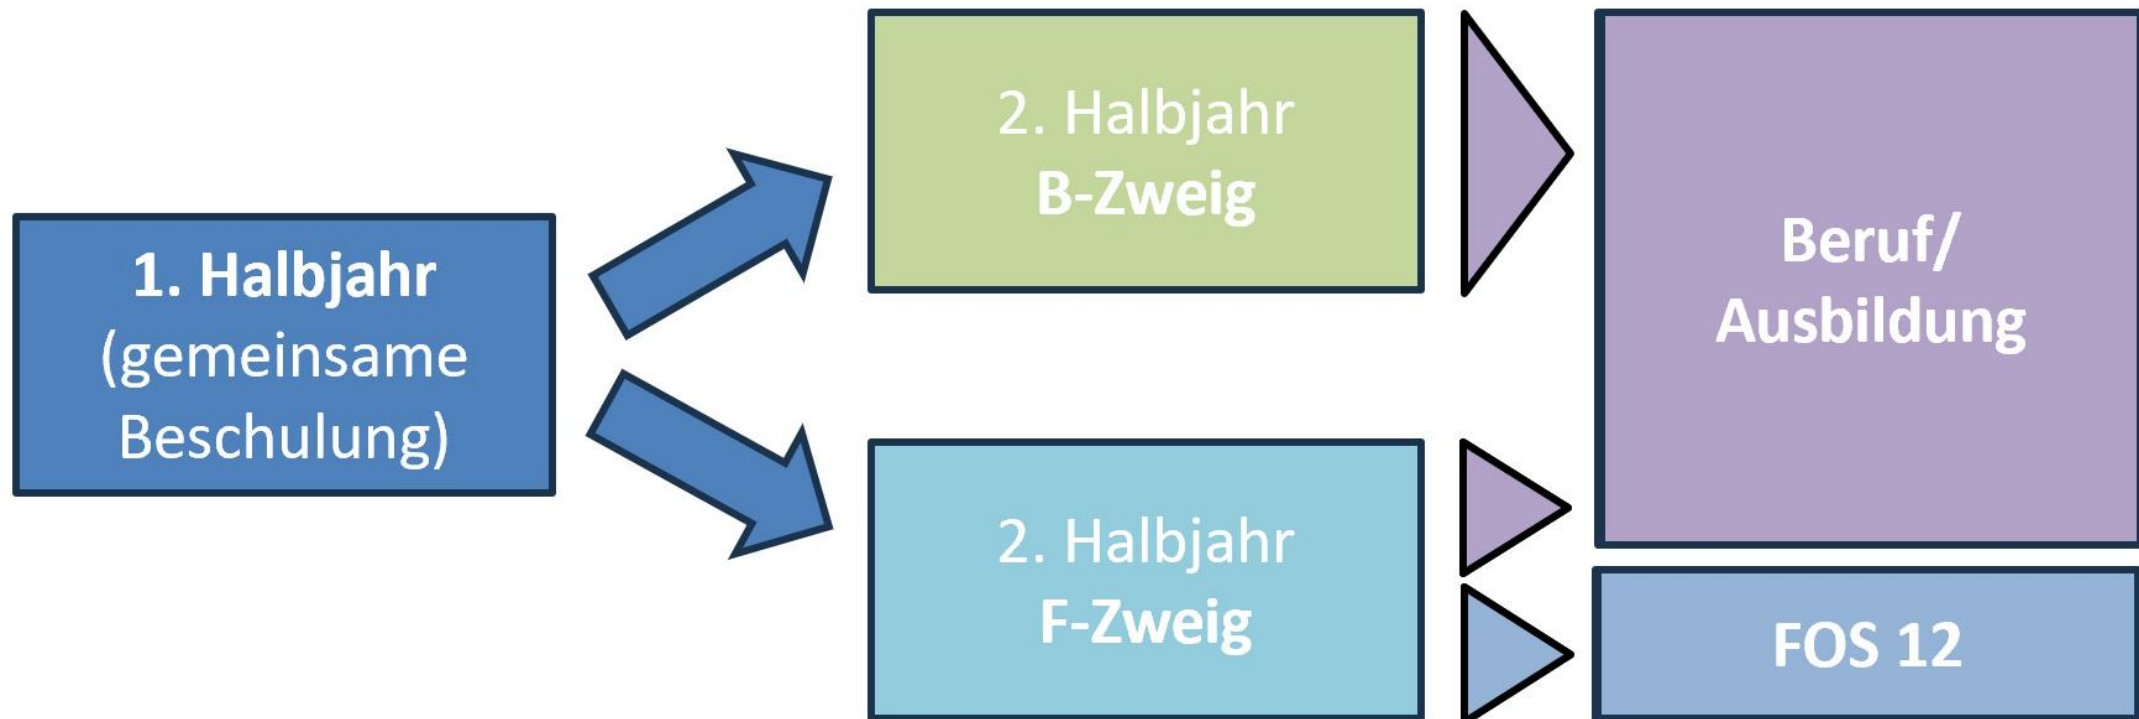 1. Halbjahr
(gemeinsame
Beschulung)
2. Halbjahr
B-Zweig
2. Halbjahr
F-Zweig
Beruf/
Ausbildung
FOS 12